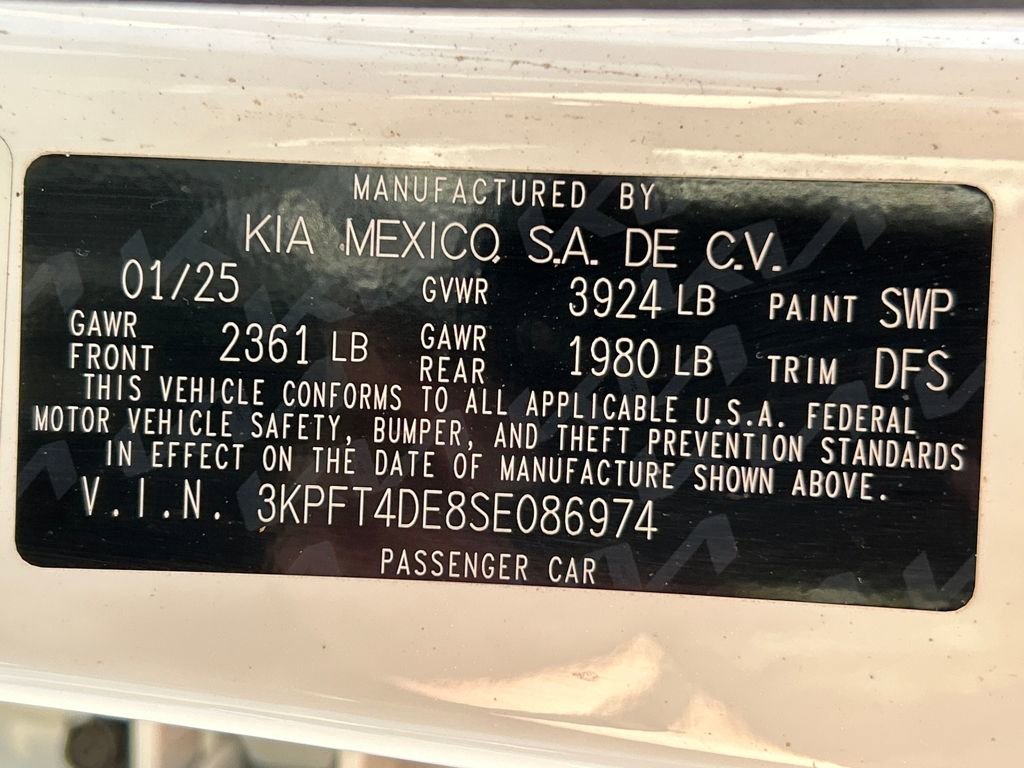 MANUFACTURED BY
KIA MEXICO, S.A. DE C.V.
01/25 GVWR 3924 LB PAINT SWP
GAWR FRONT 2361 LB GAWR REAR 1980 LB TRIM DFS
THIS VEHICLE CONFORMS TO ALL APPLICABLE U.S.A. FEDERAL
MOTOR VEHICLE SAFETY, BUMPER, AND THEFT PREVENTION STANDARDS
IN EFFECT ON THE DATE OF MANUFACTURE SHOWN ABOVE.
V.I.N. 3KPFT4DE8SE086974
PASSENGER CAR